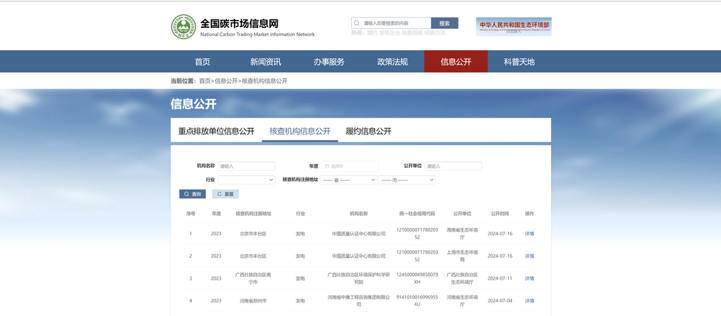 全国碳市场信息网
National Carbon Trading Market Information Network
请输入您要搜索的内容
搜索
中华人民共和国生态环境部
首页
新闻资讯
办事服务
政策法规
信息公开
科普天地
当前位置：首页>信息公开>核查机构信息公开
信息公开
重点排放单位信息公开
核查机构信息公开
履约信息公开
机构名称
请输入
年度
公开单位
请输入
行业
核查机构注册地址
—— 省 ——
—— 市 ——
查询
重置
序号 年度 核查机构注册地址 行业 机构名称 统一社会信用代码 公开单位 公开时间 操作
1 2023 北京市丰台区 发电 中国质量认证中心有限公司 1210000071780203 湖南省生态环境 2024-07-16 详情
52 厅
2 2023 北京市丰台区 发电 中国质量认证中心有限公司 1210000071780203 上海市生态环境 2024-07-16 详情
52 局
3 2023 广西壮族自治区南 发电 广西壮族自治区环境保护科学研 广西壮族自治区 2024-07-11 详情
宁市 究院 KH 生态环境厅
4 2023 河南省郑州市 发电 河南省中微工程咨询集团有限公 河南省生态环境 2024-07-04 详情
司 4U 厅